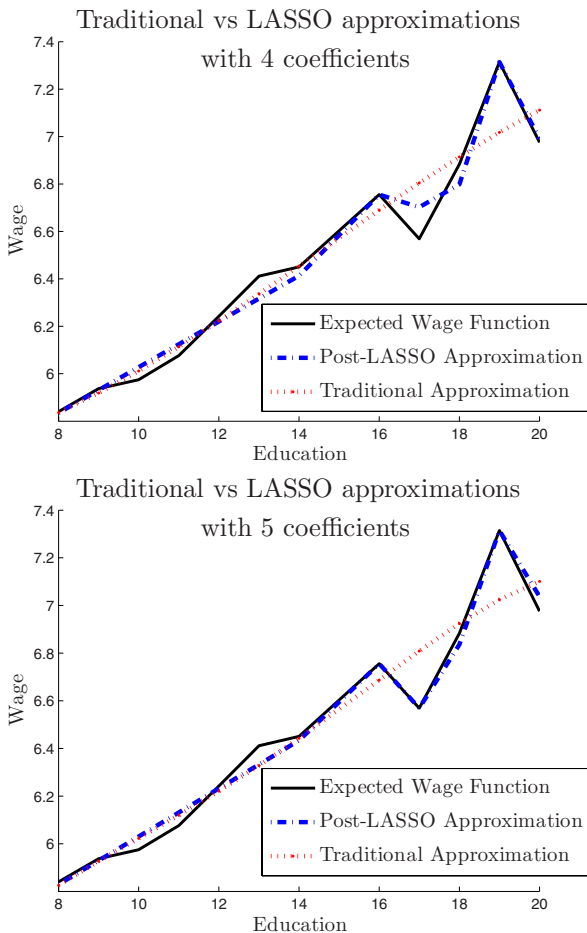 Traditional vs LASSO approximations
with 4 coefficients
7.4
7.2
7
6.8
6.6
6.4
6.2
6
Wage
Expected Wage Function
Post-LASSO Approximation
Traditional Approximation
8 10 12 14 16 18 20
Education
Traditional vs LASSO approximations
with 5 coefficients
7.4
7.2
7
6.8
6.6
6.4
6.2
6
Wage
Expected Wage Function
Post-LASSO Approximation
Traditional Approximation
8 10 12 14 16 18 20
Education